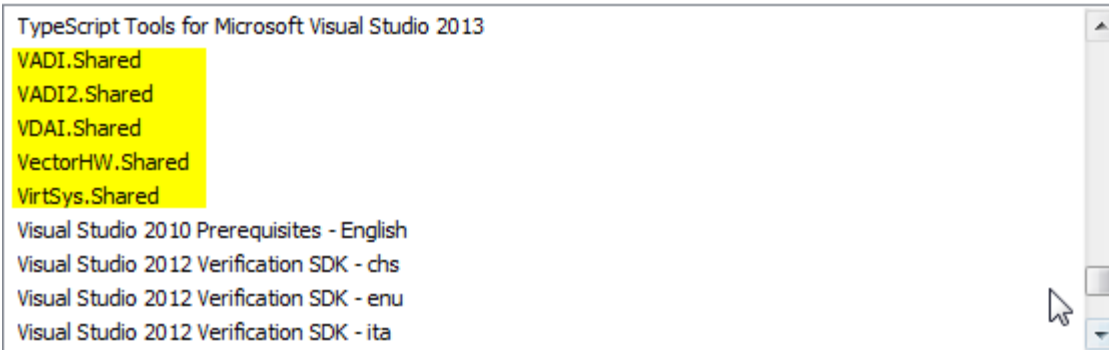 TypeScript Tools for Microsoft Visual Studio 2013
VADI.Shared
VADI2.Shared
VDAI.Shared
VectorHW.Shared
VirtSys.Shared
Visual Studio 2010 Prerequisites - English
Visual Studio 2012 Verification SDK - chs
Visual Studio 2012 Verification SDK - enu
Visual Studio 2012 Verification SDK - ita